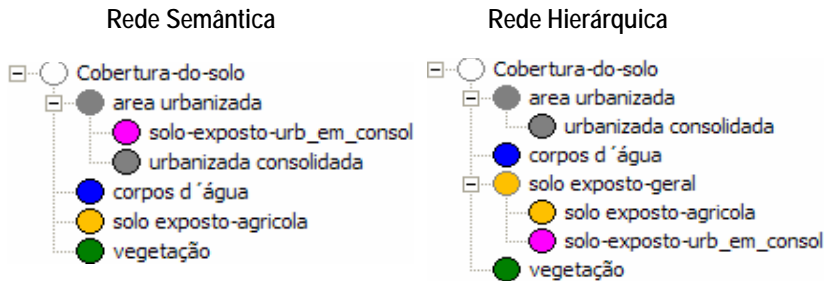 Rede Semântica
Cobertura-do-solo
area urbanizada
solo-exposto-urb_em_consol
urbanizada consolidada
corpos d ´água
solo exposto-agricola
vegetação
Rede Hierárquica
Cobertura-do-solo
area urbanizada
urbanizada consolidada
corpos d ´água
solo exposto-geral
solo exposto-agricola
solo-exposto-urb_em_consol
vegetação